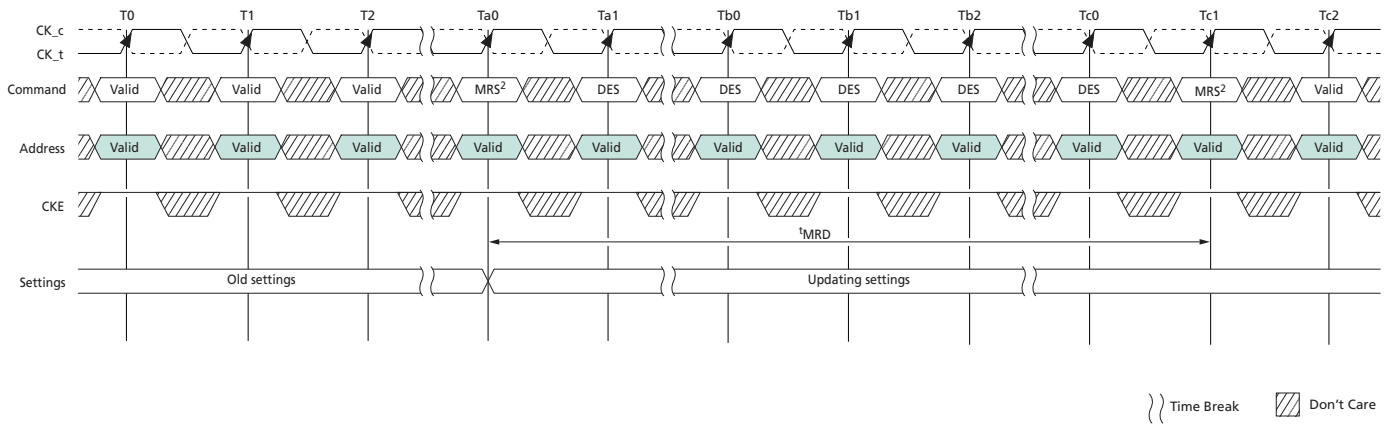 T0 T1 T2 Ta0 Ta1 Tb0 Tb1 Tb2 Tc0 Tc1 Tc2
CK_c
CK_t
Command Valid Valid Valid MRS² DES DES DES DES DES MRS² Valid
Address Valid Valid Valid Valid Valid Valid Valid Valid Valid Valid Valid
CKE
ᵗMRD
Settings Old settings Updating settings
Time Break Don't Care